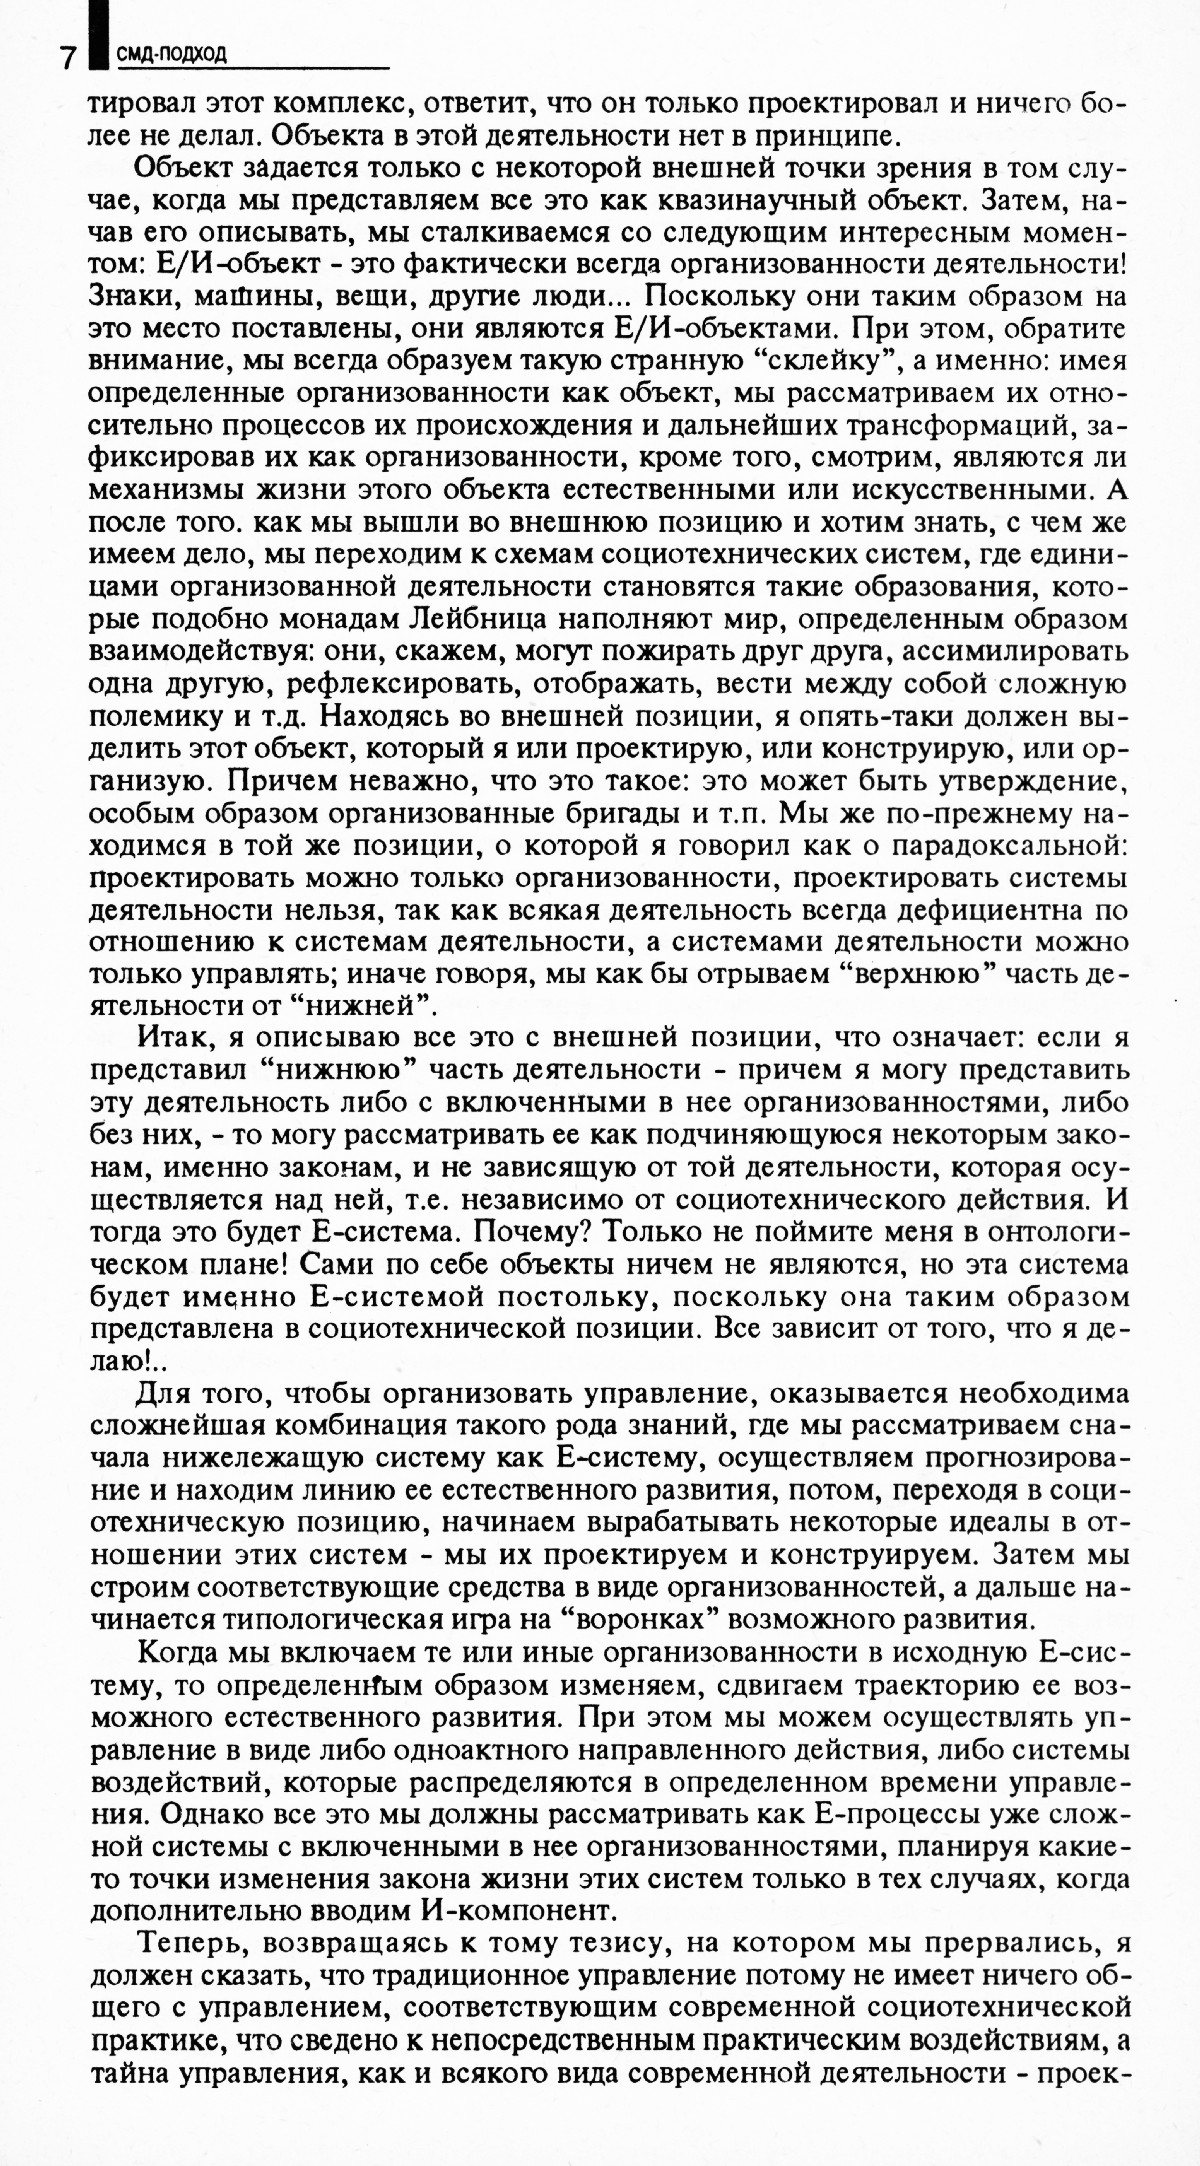 7 СМД-ПОДХОД
тировал этот комплекс, ответит, что он только проектировал и ничего бо-
лее не делал. Объекта в этой деятельности нет в принципе.
Объект задается только с некоторой внешней точки зрения в том слу-
чае, когда мы представляем все это как квазинаучный объект. Затем, на-
чав его описывать, мы сталкиваемся со следующим интересным момен-
том: Е/И-объект - это фактически всегда организованности деятельности!
Знаки, машины, вещи, другие люди... Поскольку они таким образом на
это место поставлены, они являются Е/И-объектами. При этом, обратите
внимание, мы всегда образуем такую странную “склейку”, а именно: имея
определенные организованности как объект, мы рассматриваем их отно-
сительно процессов их происхождения и дальнейших трансформаций, за-
фиксировав их как организованности, кроме того, смотрим, являются ли
механизмы жизни этого объекта естественными или искусственными. А
после того. как мы вышли во внешнюю позицию и хотим знать, с чем же
имеем дело, мы переходим к схемам социотехнических систем, где едини-
цами организованной деятельности становятся такие образования, кото-
рые подобно монадам Лейбница наполняют мир, определенным образом
взаимодействуя: они, скажем, могут пожирать друг друга, ассимилировать
одна другую, рефлексировать, отображать, вести между собой сложную
полемику и т.д. Находясь во внешней позиции, я опять-таки должен вы-
делить этот объект, который я или проектирую, или конструирую, или ор-
ганизую. Причем неважно, что это такое: это может быть утверждение,
особым образом организованные бригады и т.п. Мы же по-прежнему на-
ходимся в той же позиции, о которой я говорил как о парадоксальной:
проектировать можно только организованности, проектировать системы
деятельности нельзя, так как всякая деятельность всегда дефициентна по
отношению к системам деятельности, а системами деятельности можно
только управлять; иначе говоря, мы как бы отрываем “верхнюю” часть де-
ятельности от “нижней”.
Итак, я описываю все это с внешней позиции, что означает: если я
представил “нижнюю” часть деятельности - причем я могу представить
эту деятельность либо с включенными в нее организованностями, либо
без них, - то могу рассматривать ее как подчиняющуюся некоторым зако-
нам, именно законам, и не зависящую от той деятельности, которая осу-
ществляется над ней, т.е. независимо от социотехнического действия. И
тогда это будет Е-система. Почему? Только не поймите меня в онтологи-
ческом плане! Сами по себе объекты ничем не являются, но эта система
будет именно Е-системой постольку, поскольку она таким образом
представлена в социотехнической позиции. Все зависит от того, что я де-
лаю!..
Для того, чтобы организовать управление, оказывается необходима
сложнейшая комбинация такого рода знаний, где мы рассматриваем сна-
чала нижележащую систему как Е-систему, осуществляем прогнозирова-
ние и находим линию ее естественного развития, потом, переходя в соци-
отехническую позицию, начинаем вырабатывать некоторые идеалы в от-
ношении этих систем - мы их проектируем и конструируем. Затем мы
строим соответствующие средства в виде организованностей, а дальше на-
чинается типологическая игра на “воронках” возможного развития.
Когда мы включаем те или иные организованности в исходную Е-сис-
тему, то определенным образом изменяем, сдвигаем траекторию ее воз-
можного естественного развития. При этом мы можем осуществлять уп-
равление в виде либо одноактного направленного действия, либо системы
воздействий, которые распределяются в определенном времени управле-
ния. Однако все это мы должны рассматривать как Е-процессы уже слож-
ной системы с включенными в нее организованностями, планируя какие-
то точки изменения закона жизни этих систем только в тех случаях, когда
дополнительно вводим И-компонент.
Теперь, возвращаясь к тому тезису, на котором мы прервались, я
должен сказать, что традиционное управление потому не имеет ничего об-
щего с управлением, соответствующим современной социотехнической
практике, что сведено к непосредственным практическим воздействиям, а
тайна управления, как и всякого вида современной деятельности - проек-